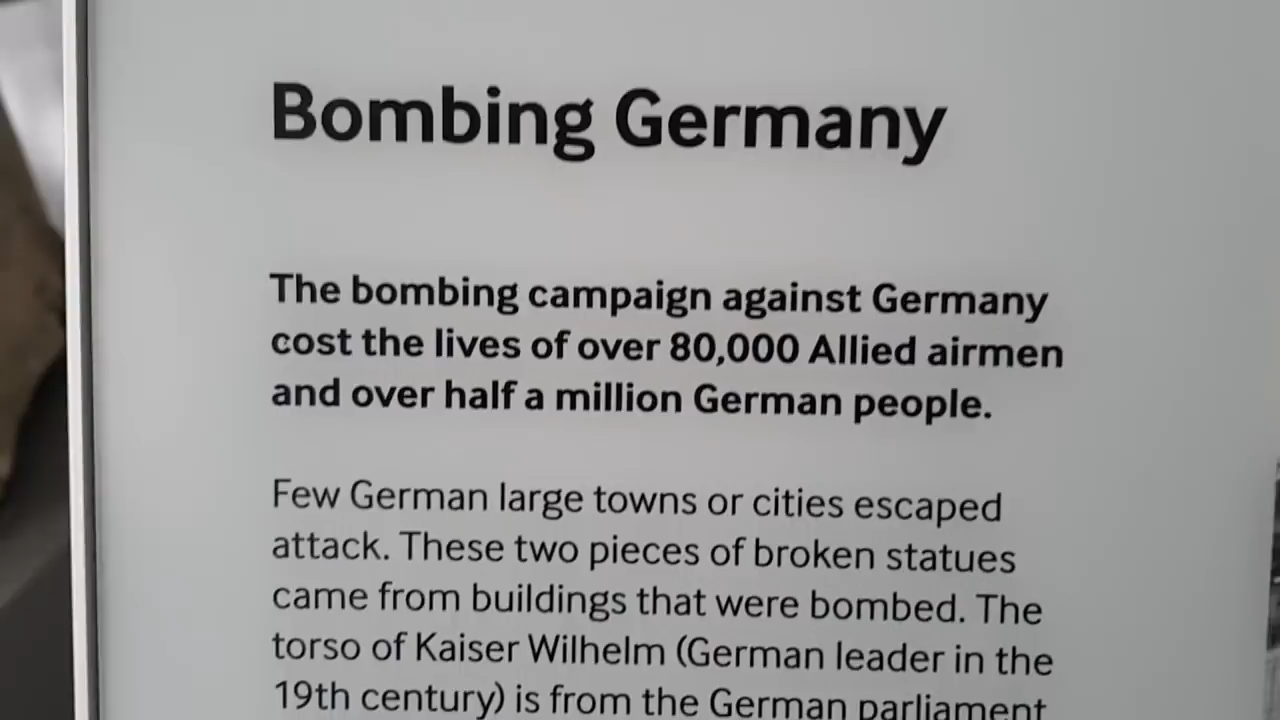 Bombing Germany
The bombing campaign against Germany
cost the lives of over 80,000 Allied airmen
and over half a million German people.
Few German large towns or cities escaped
attack. These two pieces of broken statues
came from buildings that were bombed. The
torso of Kaiser Wilhelm (German leader in the
19th century) is from the German parliament